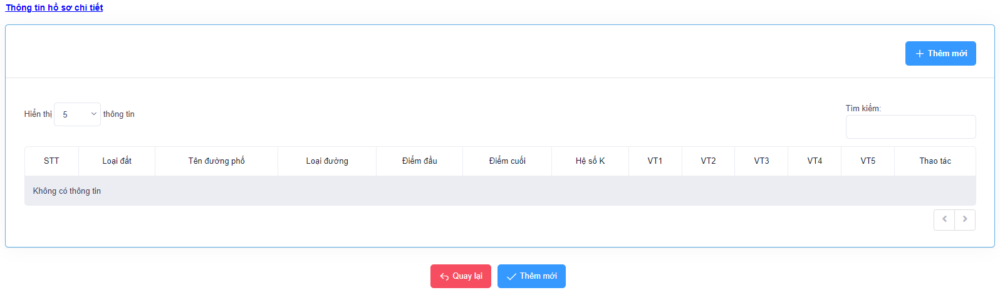 Thông tin hồ sơ chi tiết
Thêm mới
Hiển thị 5 thông tin
Tìm kiếm:
STT Loại đất Tên đường phố Loại đường Điểm đầu Điểm cuối Hệ số K VT1 VT2 VT3 VT4 VT5 Thao tác
Không có thông tin
Quay lại Thêm mới